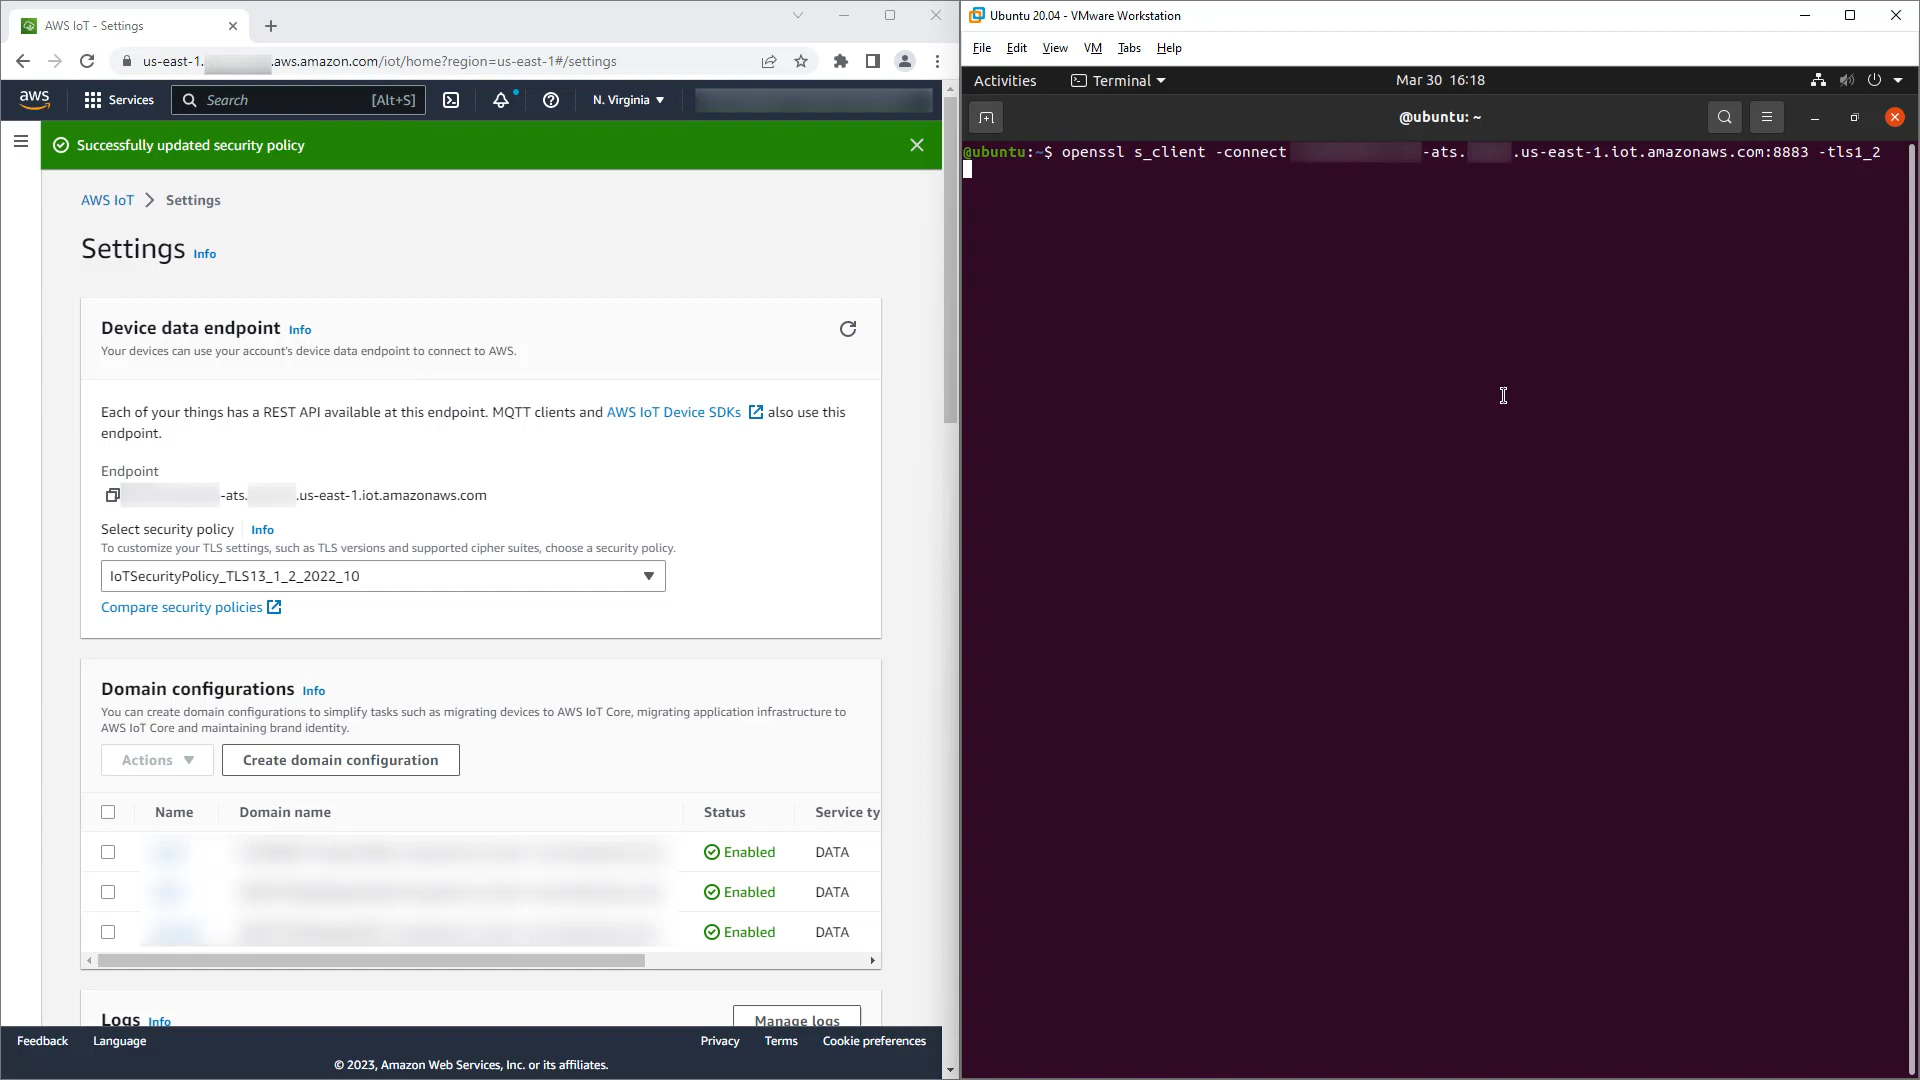 AWS IoT - Settings
us-east-1. .aws.amazon.com/iot/home?region=us-east-1#/settings
aws
Services
Search [Alt+S]
N. Virginia
Successfully updated security policy
AWS IoT > Settings
Settings Info
Device data endpoint Info
Your devices can use your account's device data endpoint to connect to AWS.
Each of your things has a REST API available at this endpoint. MQTT clients and AWS IoT Device SDKs also use this
endpoint.
Endpoint
-ats. .us-east-1.iot.amazonaws.com
Select security policy Info
To customize your TLS settings, such as TLS versions and supported cipher suites, choose a security policy.
IoTSecurityPolicy_TLS13_1_2_2022_10
Compare security policies
Domain configurations Info
You can create domain configurations to simplify tasks such as migrating devices to AWS IoT Core, migrating application infrastructure to
AWS IoT Core and maintaining brand identity.
Actions Create domain configuration
Name Domain name Status Service ty
Enabled DATA
Enabled DATA
Enabled DATA
Logs Info Manage logs
Feedback Language Privacy Terms Cookie preferences
© 2023, Amazon Web Services, Inc. or its affiliates.
Ubuntu 20.04 - VMware Workstation
File Edit View VM Tabs Help
Activities Terminal Mar 30 16:18
@ubuntu: ~
@ubuntu:~$ openssl s_client -connect -ats. .us-east-1.iot.amazonaws.com:8883 -tls1_2